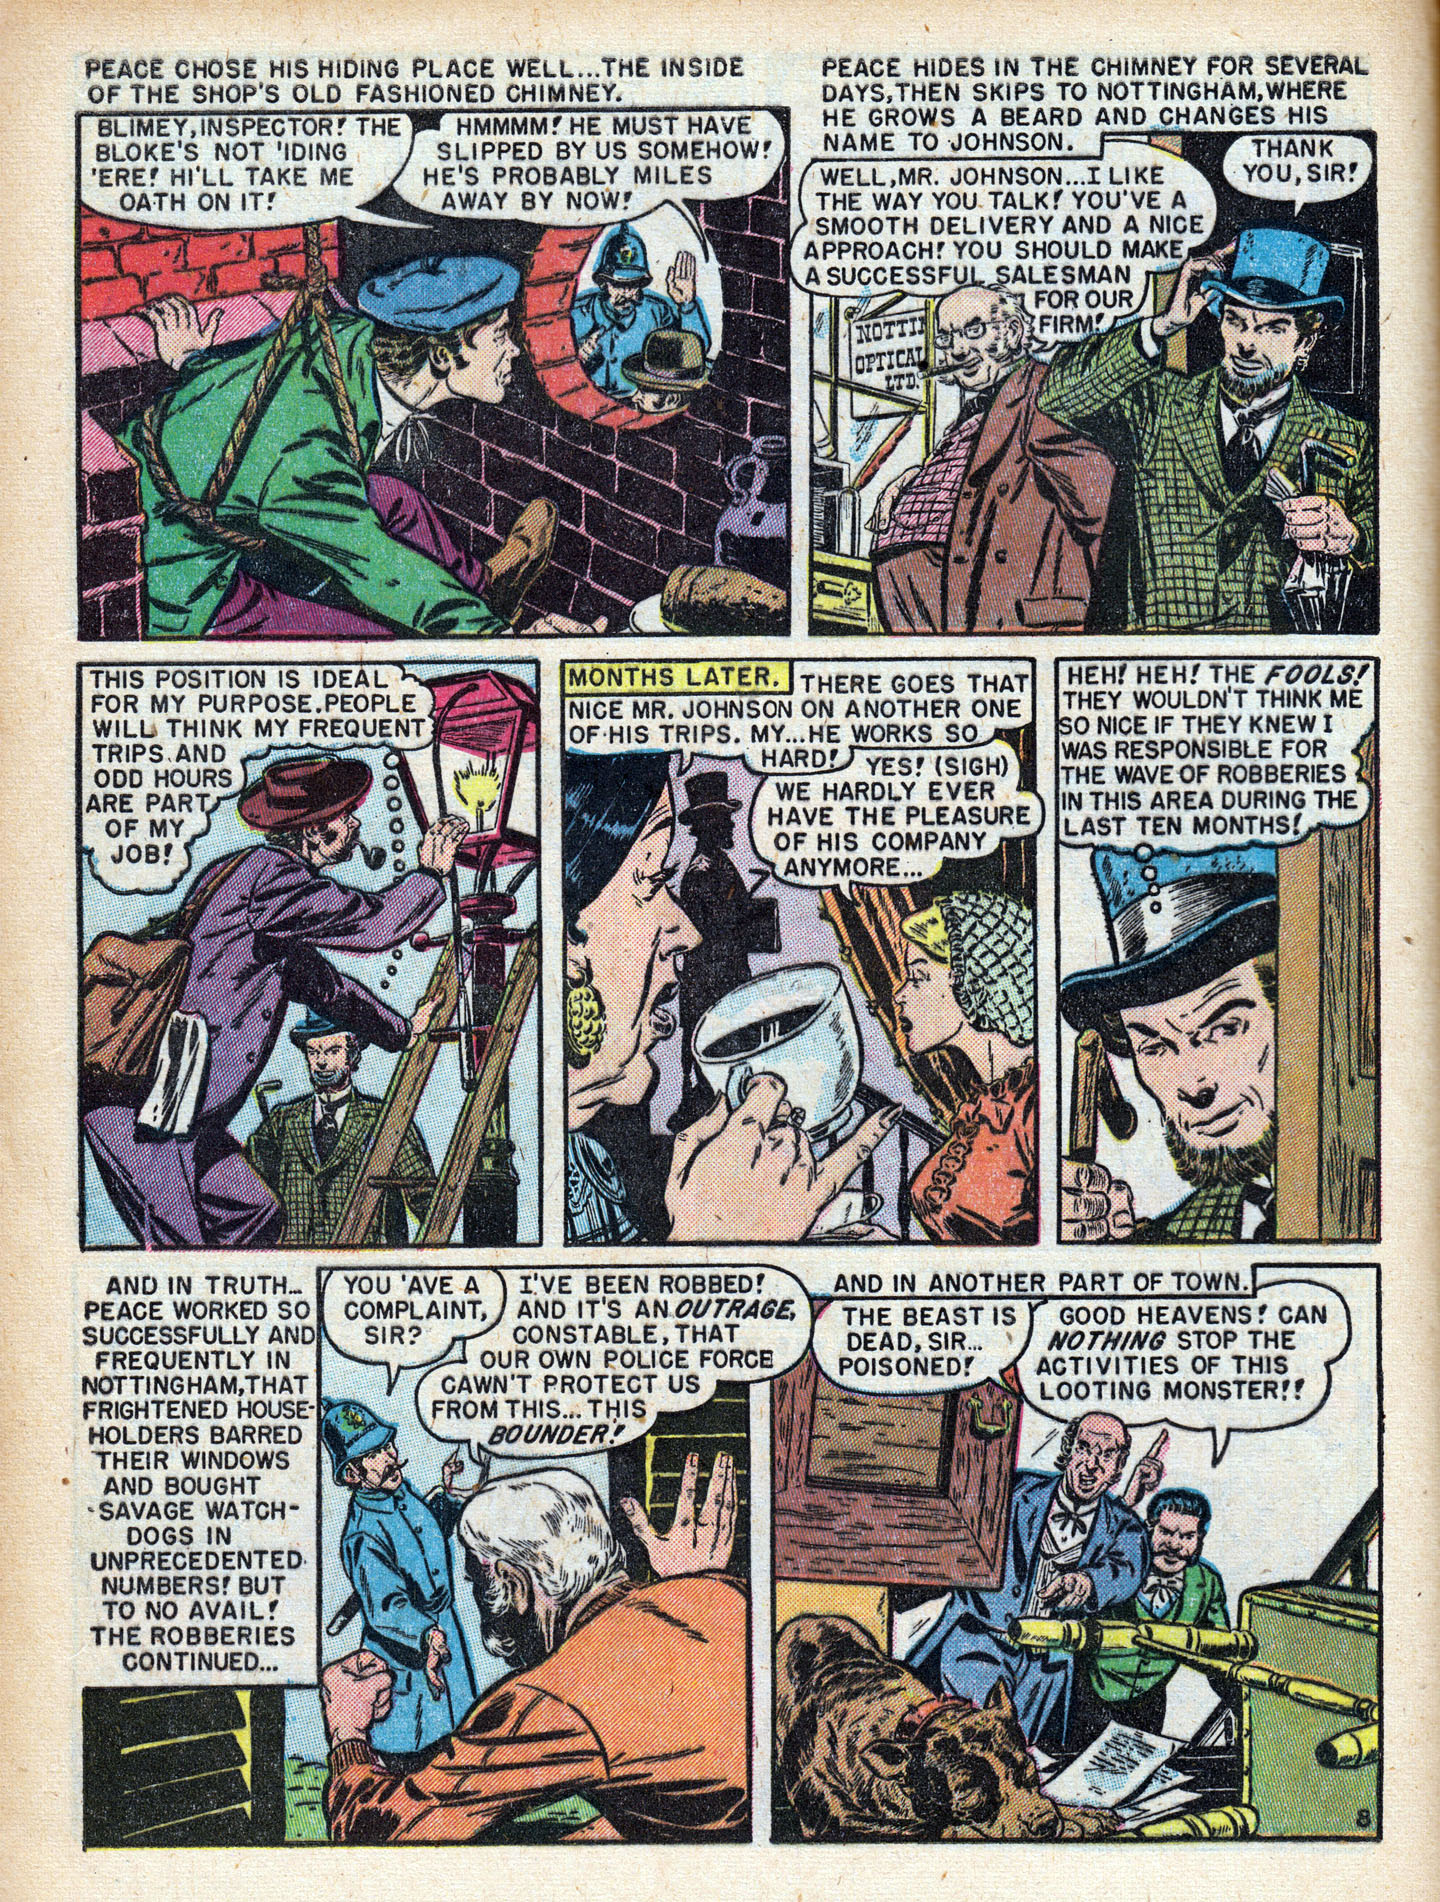 PEACE CHOSE HIS HIDING PLACE WELL...THE INSIDE
OF THE SHOP'S OLD FASHIONED CHIMNEY.
BLIMEY, INSPECTOR! THE
BLOKE'S NOT 'IDING
'ERE! HI'LL TAKE ME
OATH ON IT!
HMMMM! HE MUST HAVE
SLIPPED BY US SOMEHOW!
HE'S PROBABLY MILES
AWAY BY NOW!
PEACE HIDES IN THE CHIMNEY FOR SEVERAL
DAYS, THEN SKIPS TO NOTTINGHAM, WHERE
HE GROWS A BEARD AND CHANGES HIS
NAME TO JOHNSON.
WELL, MR. JOHNSON...I LIKE
THE WAY YOU TALK! YOU'VE A
SMOOTH DELIVERY AND A NICE
APPROACH! YOU SHOULD MAKE
A SUCCESSFUL SALESMAN
FOR OUR
FIRM!
THANK
YOU, SIR!
NOTTI
OPTICAL
LTD.
THIS POSITION IS IDEAL
FOR MY PURPOSE. PEOPLE
WILL THINK MY FREQUENT
TRIPS AND
ODD HOURS
ARE PART
OF MY
JOB!
MONTHS LATER.
THERE GOES THAT
NICE MR. JOHNSON ON ANOTHER ONE
OF HIS TRIPS. MY...HE WORKS SO
HARD!
YES! (SIGH)
WE HARDLY EVER
HAVE THE PLEASURE
OF HIS COMPANY
ANYMORE...
HEH! HEH! THE FOOLS!
THEY WOULDN'T THINK ME
SO NICE IF THEY KNEW I
WAS RESPONSIBLE FOR
THE WAVE OF ROBBERIES
IN THIS AREA DURING THE
LAST TEN MONTHS!
AND IN TRUTH...
PEACE WORKED SO
SUCCESSFULLY AND
FREQUENTLY IN
NOTTINGHAM, THAT
FRIGHTENED HOUSE-
HOLDERS BARRED
THEIR WINDOWS
AND BOUGHT
SAVAGE WATCH-
DOGS IN
UNPRECEDENTED
NUMBERS! BUT
TO NO AVAIL!
THE ROBBERIES
CONTINUED...
YOU 'AVE A
COMPLAINT,
SIR?
I'VE BEEN ROBBED!
AND IT'S AN OUTRAGE,
CONSTABLE, THAT
OUR OWN POLICE FORCE
CAWN'T PROTECT US
FROM THIS...THIS
BOUNDER!
AND IN ANOTHER PART OF TOWN.
THE BEAST IS
DEAD, SIR...
POISONED!
GOOD HEAVENS! CAN
NOTHING STOP THE
ACTIVITIES OF THIS
LOOTING MONSTER!!
8